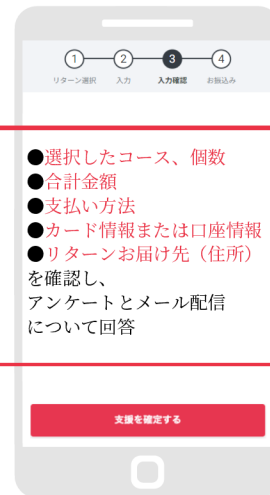 1 2 3 4
リターン選択 入力 入力確認 お振込み
●選択したコース、個数
●合計金額
●支払い方法
●カード情報または口座情報
●リターンお届け先（住所）
を確認し、
アンケートとメール配信
について回答
支援を確定する